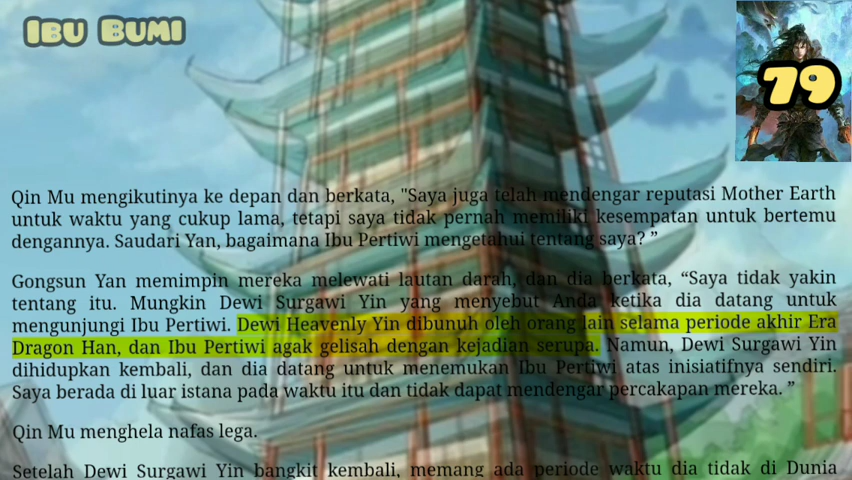 Ibu Bumi
79
Qin Mu mengikutinya ke depan dan berkata, "Saya juga telah mendengar reputasi Mother Earth
untuk waktu yang cukup lama, tetapi saya tidak pernah memiliki kesempatan untuk bertemu
dengannya. Saudari Yan, bagaimana Ibu Pertiwi mengetahui tentang saya? ”
Gongsun Yan memimpin mereka melewati lautan darah, dan dia berkata, “Saya tidak yakin
tentang itu. Mungkin Dewi Surgawi Yin yang menyebut Anda ketika dia datang untuk
mengunjungi Ibu Pertiwi. Dewi Heavenly Yin dibunuh oleh orang lain selama periode akhir Era
Dragon Han, dan Ibu Pertiwi agak gelisah dengan kejadian serupa. Namun, Dewi Surgawi Yin
dihidupkan kembali, dan dia datang untuk menemukan Ibu Pertiwi atas inisiatifnya sendiri.
Saya berada di luar istana pada waktu itu dan tidak dapat mendengar percakapan mereka. ”
Qin Mu menghela nafas lega.
Setelah Dewi Surgawi Yin bangkit kembali, memang ada periode waktu dia tidak di Dunia